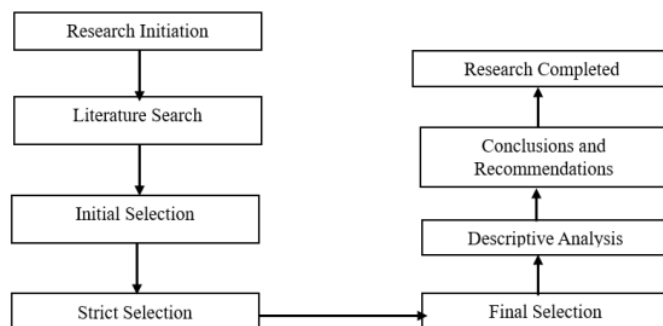 Research Initiation
Literature Search
Initial Selection
Strict Selection
Final Selection
Descriptive Analysis
Conclusions and
Recommendations
Research Completed